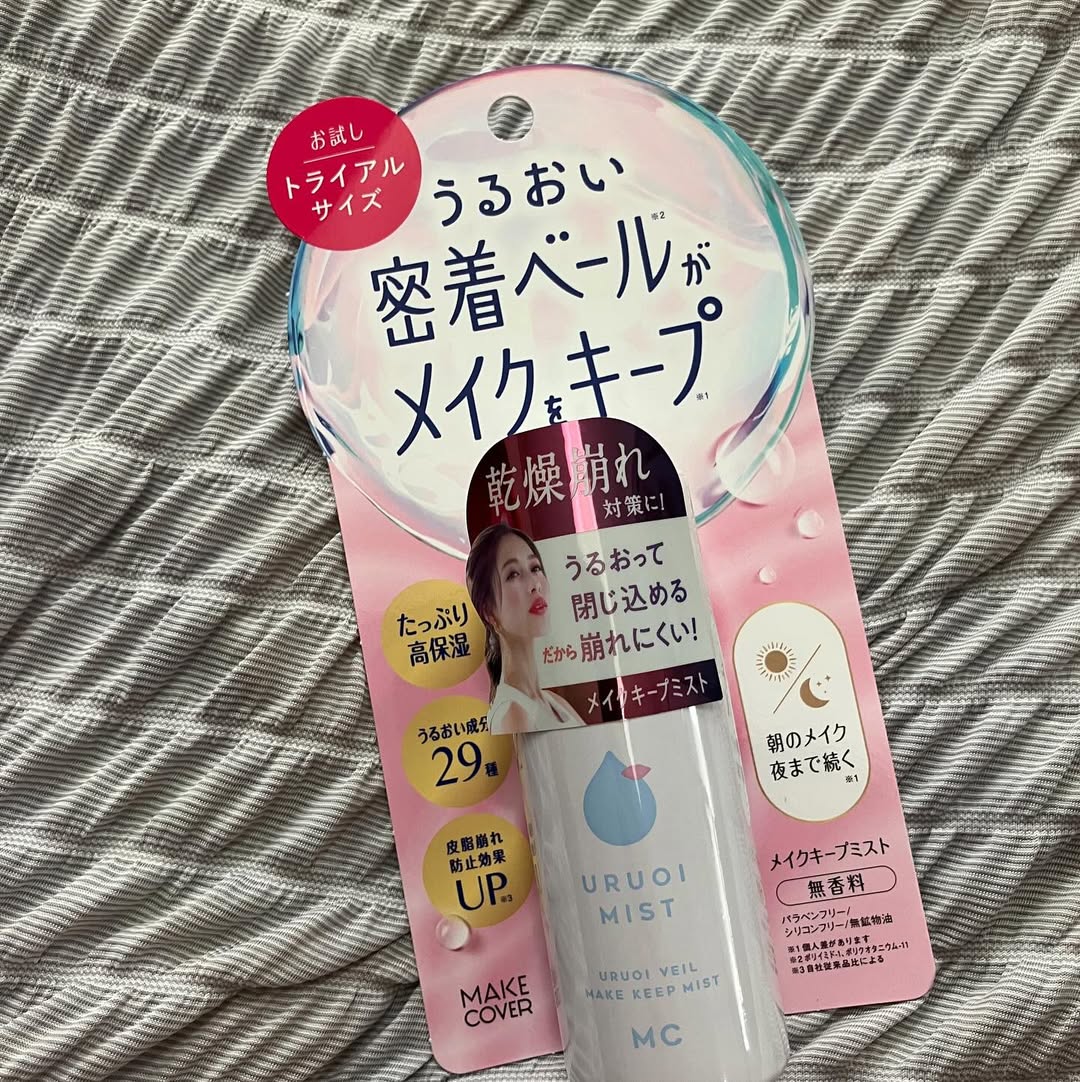 お試し
トライアル
サイズ
うるおい
密着ベール※2が
メイクをキープ※1
乾燥崩れ
対策に!
うるおって
閉じ込める
だから崩れにくい!
メイクキープミスト
たっぷり
高保湿
うるおい成分
29種
皮脂崩れ
防止効果
UP※3
MAKE
COVER
URUOI
MIST
URUOI VEIL
MAKE KEEP MIST
MC
朝のメイク
夜まで続く※1
メイクキープミスト
無香料
パラベンフリー/
シリコンフリー/無鉱物油
※1個人差があります
※2ポリイミド-1、ポリクオタニウム-11
※3自社従来品比による